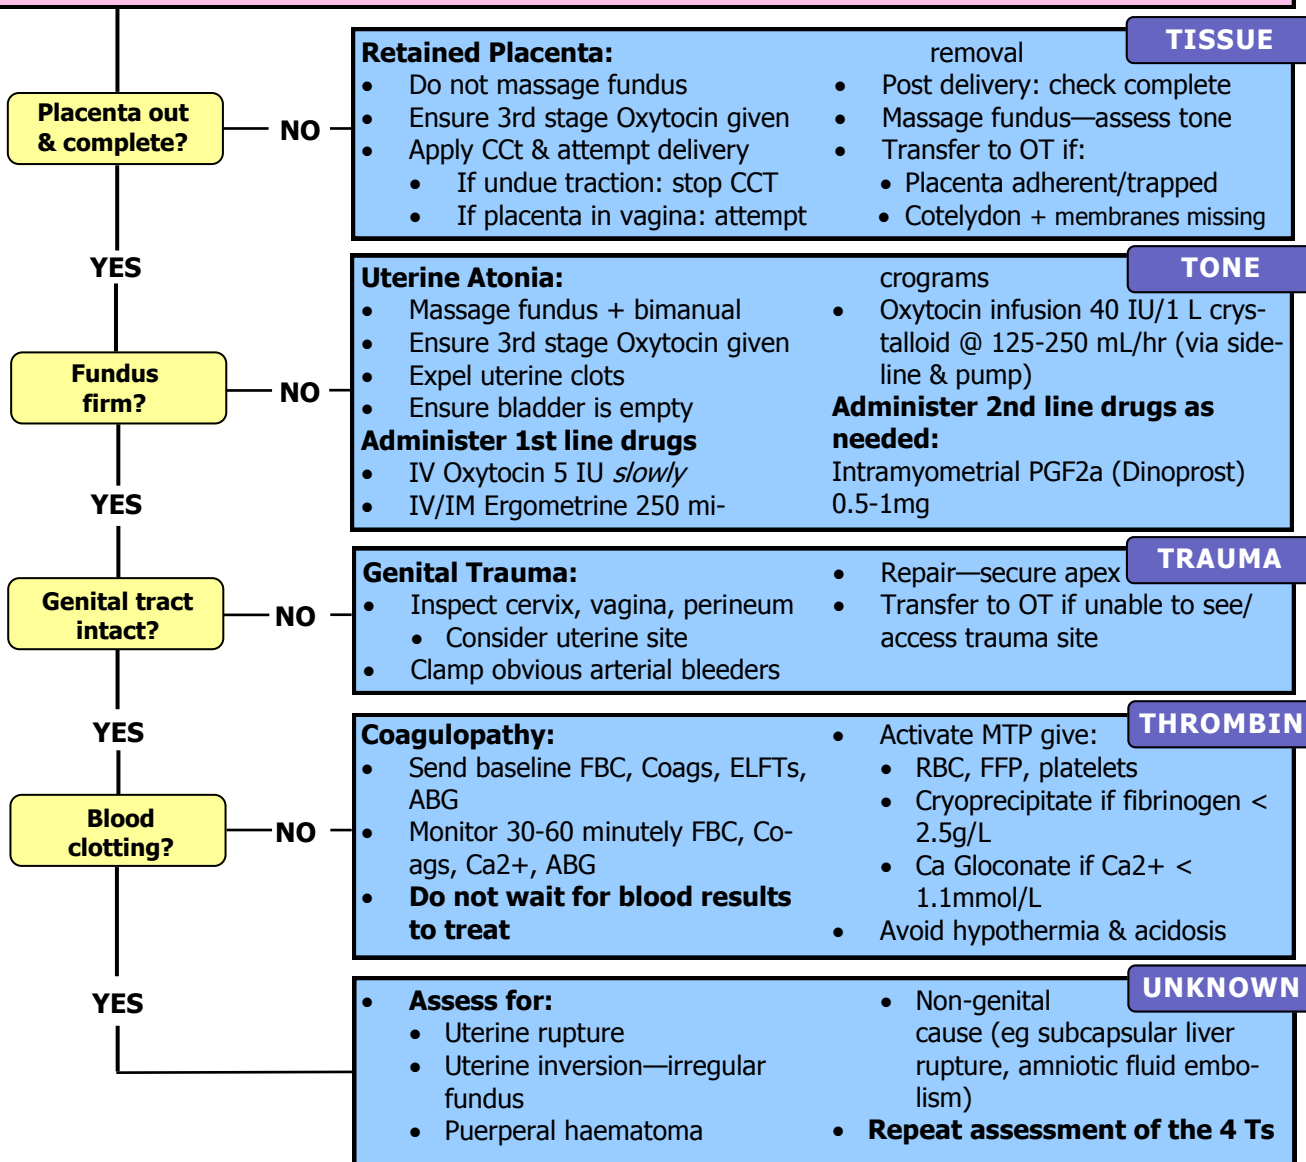 TISSUE
Placenta out
& complete?
NO
Retained Placenta:
• Do not massage fundus
• Ensure 3rd stage Oxytocin given
• Apply CCt & attempt delivery
• If undue traction: stop CCT
• If placenta in vagina: attempt
removal
• Post delivery: check complete
• Massage fundus—assess tone
• Transfer to OT if:
• Placenta adherent/trapped
• Cotelydon + membranes missing
YES
TONE
Fundus
firm?
NO
Uterine Atonia:
• Massage fundus + bimanual
• Ensure 3rd stage Oxytocin given
• Expel uterine clots
• Ensure bladder is empty
Administer 1st line drugs
• IV Oxytocin 5 IU slowly
• IV/IM Ergometrine 250 mi-
crograms
• Oxytocin infusion 40 IU/1 L crys-
talloid @ 125-250 mL/hr (via side-
line & pump)
Administer 2nd line drugs as
needed:
Intramyometrial PGF2a (Dinoprost)
0.5-1mg
YES
TRAUMA
Genital tract
intact?
NO
Genital Trauma:
• Inspect cervix, vagina, perineum
• Consider uterine site
• Clamp obvious arterial bleeders
• Repair—secure apex
• Transfer to OT if unable to see/
access trauma site
YES
THROMBIN
Blood
clotting?
NO
Coagulopathy:
• Send baseline FBC, Coags, ELFTs,
ABG
• Monitor 30-60 minutely FBC, Co-
ags, Ca2+, ABG
• Do not wait for blood results
to treat
• Activate MTP give:
• RBC, FFP, platelets
• Cryoprecipitate if fibrinogen <
2.5g/L
• Ca Gloconate if Ca2+ <
1.1mmol/L
• Avoid hypothermia & acidosis
YES
UNKNOWN
• Assess for:
• Uterine rupture
• Uterine inversion—irregular
fundus
• Puerperal haematoma
• Non-genital
cause (eg subcapsular liver
rupture, amniotic fluid embo-
lism)
• Repeat assessment of the 4 Ts